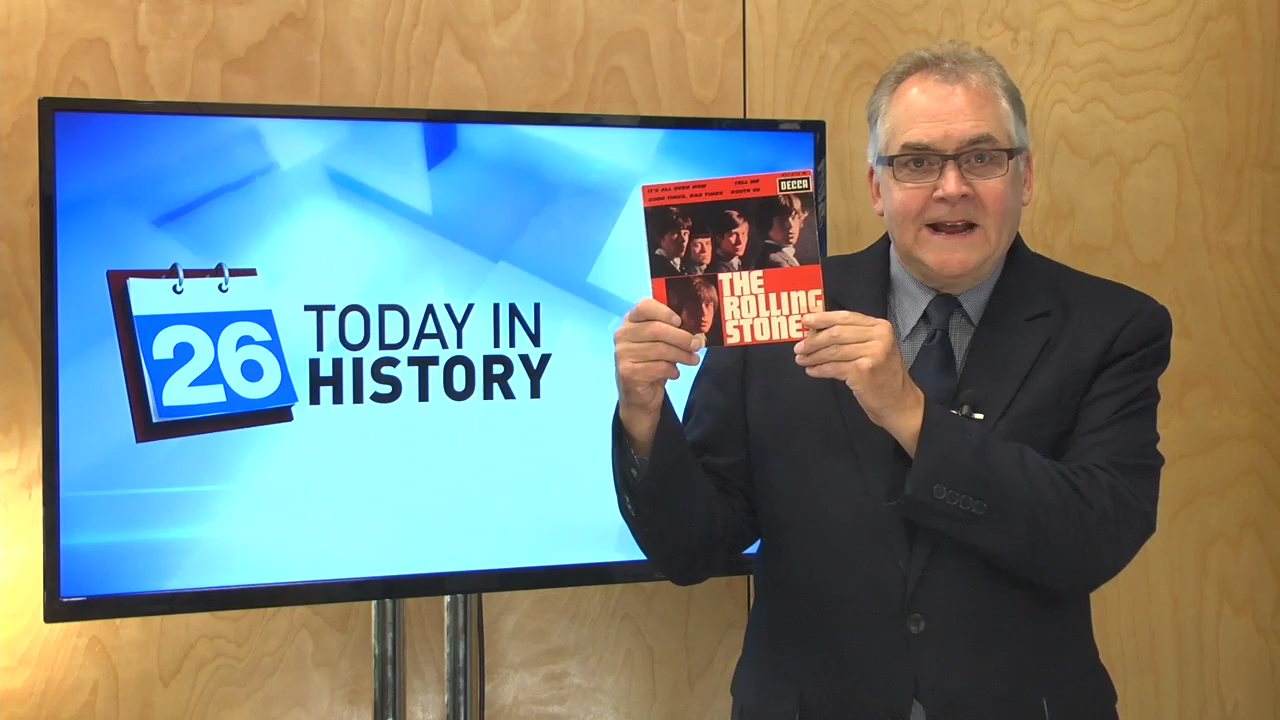 26
TODAY IN
HISTORY
IT'S ALL OVER NOW TELL ME
GOOD TIMES, BAD TIMES ROUTE 66
DECCA
THE
ROLLING
STONES